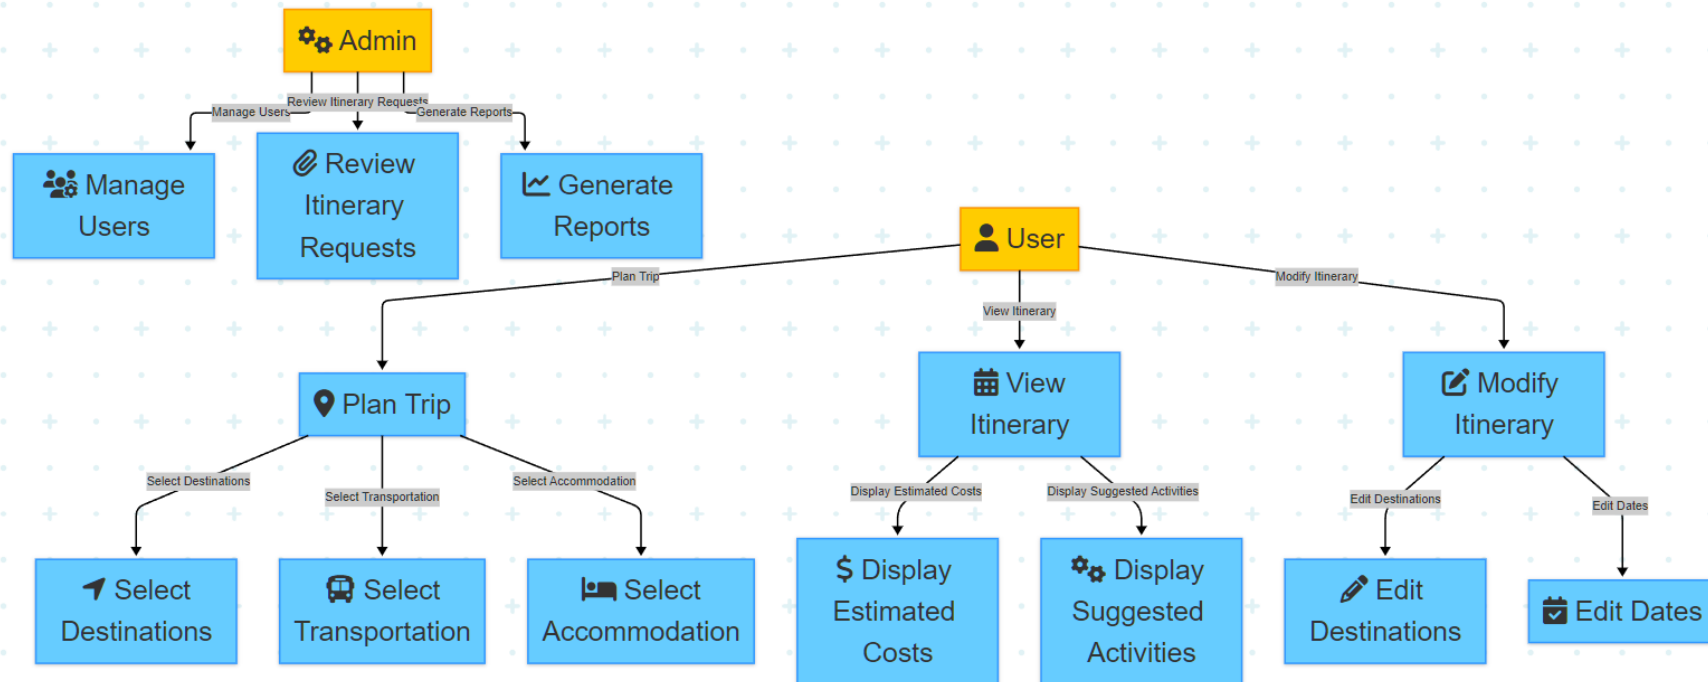 Admin
Review Itinerary Requests
Manage Users
Generate Reports
Review
Itinerary
Requests
Manage
Users
Generate
Reports
User
Plan Trip
Modify Itinerary
View Itinerary
Plan Trip
View
Itinerary
Modify
Itinerary
Select Destinations
Select Transportation
Select Accommodation
Display Estimated Costs
Display Suggested Activities
Edit Destinations
Edit Dates
Select
Destinations
Select
Transportation
Select
Accommodation
$ Display
Estimated
Costs
Display
Suggested
Activities
Edit
Destinations
Edit Dates